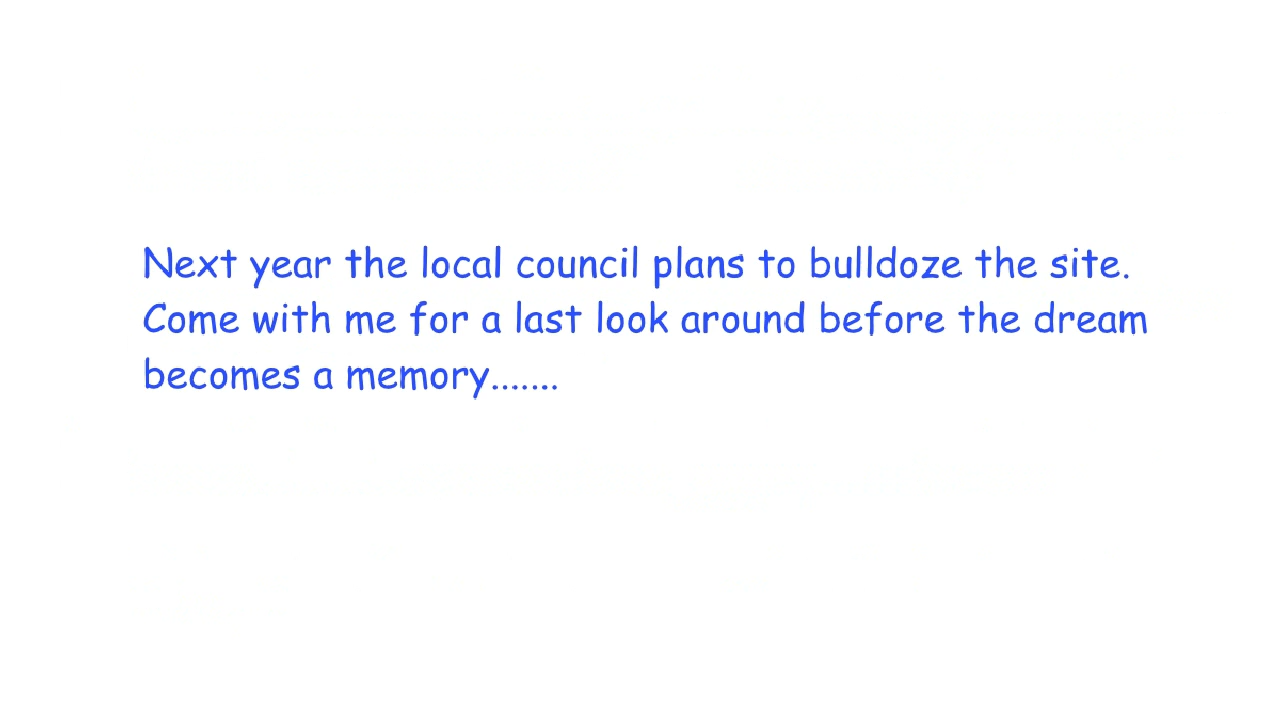 Next year the local council plans to bulldoze the site.
Come with me for a last look around before the dream
becomes a memory.......